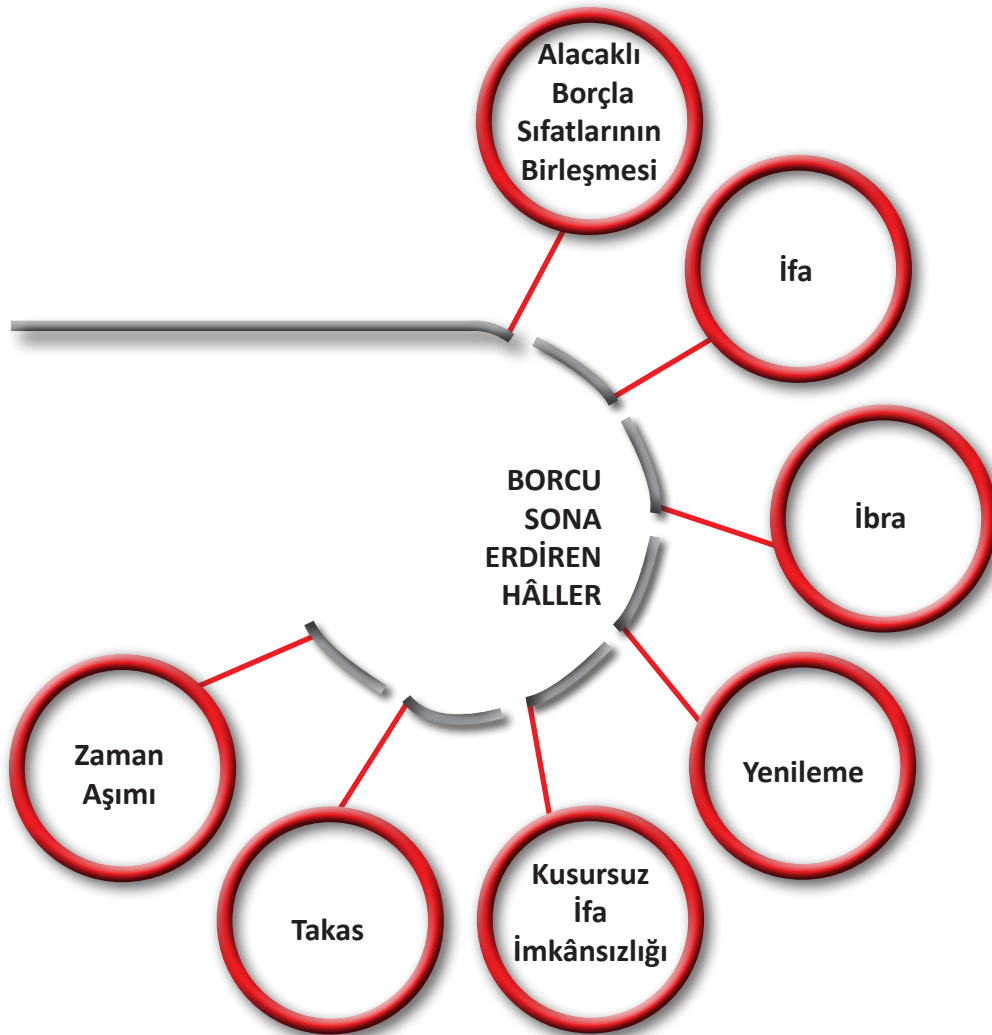 Alacaklı
Borçla
Sıfatlarının
Birleşmesi
İfa
İbra
BORCU
SONA
ERDİREN
HÂLLER
Yenileme
Kusursuz
İfa
İmkânsızlığı
Takas
Zaman
Aşımı